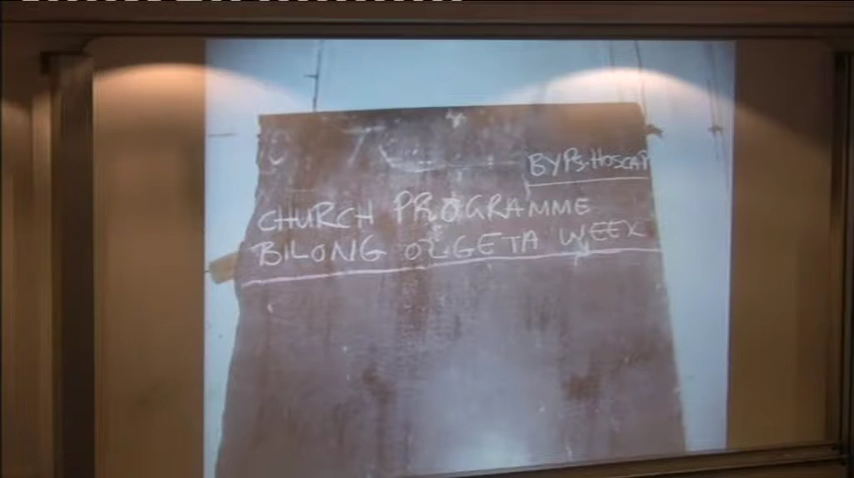 BY PS. HOSCAR
CHURCH PROGRAMME
BILONG OLGETA WEEK